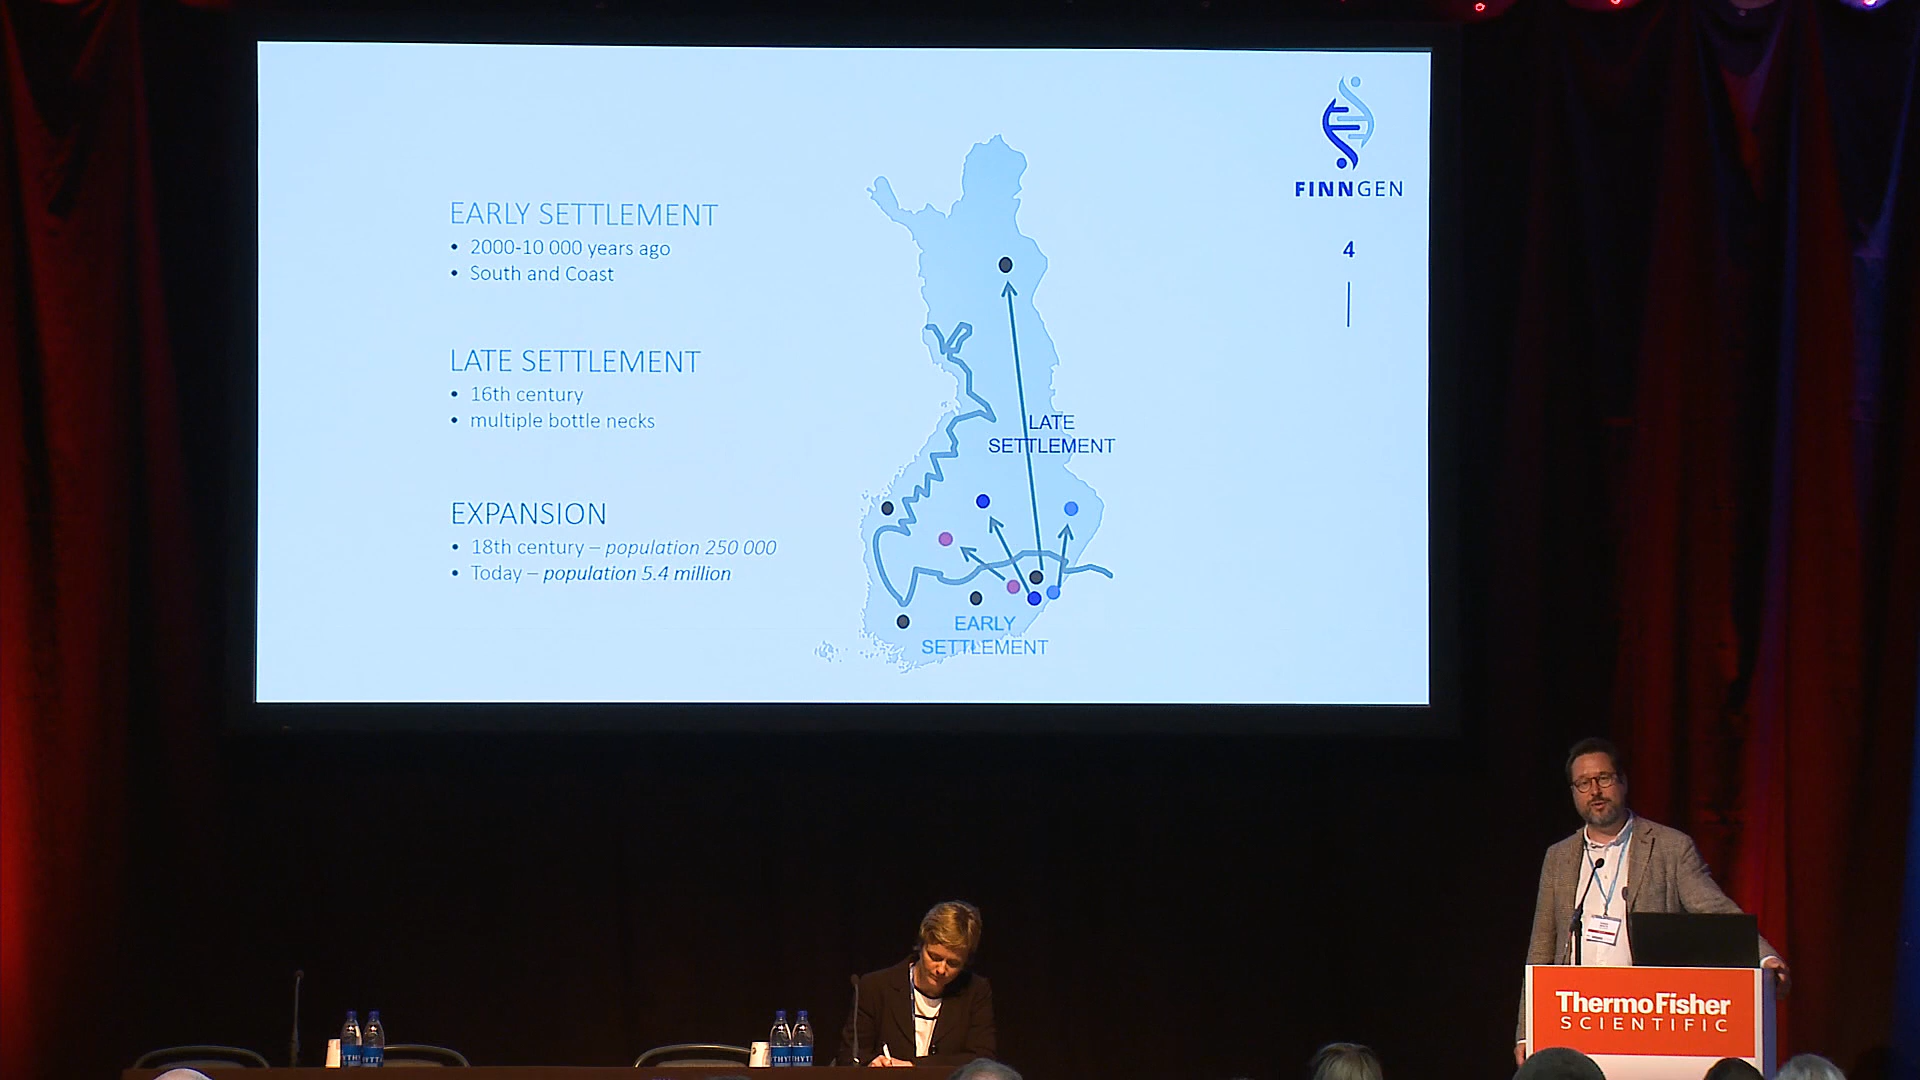 FINNGEN
4
EARLY SETTLEMENT
• 2000-10 000 years ago
• South and Coast
LATE SETTLEMENT
• 16th century
• multiple bottle necks
EXPANSION
• 18th century – population 250 000
• Today – population 5.4 million
LATE
SETTLEMENT
EARLY
SETTLEMENT
ThermoFisher
SCIENTIFIC